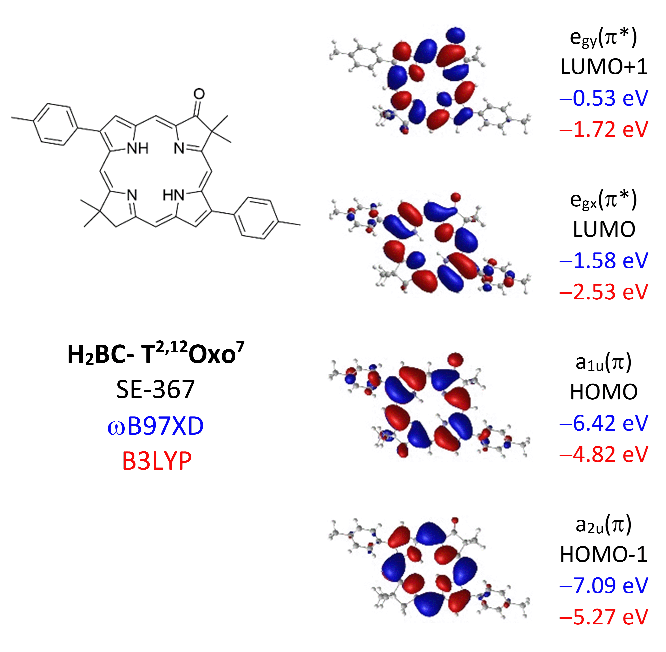 O
NH
N
N
HN
H₂BC- T²,¹²Oxo⁷
SE-367
ωB97XD
B3LYP
e_gy(π*)
LUMO+1
−0.53 eV
−1.72 eV
e_gx(π*)
LUMO
−1.58 eV
−2.53 eV
a₁ᵤ(π)
HOMO
−6.42 eV
−4.82 eV
a₂ᵤ(π)
HOMO-1
−7.09 eV
−5.27 eV